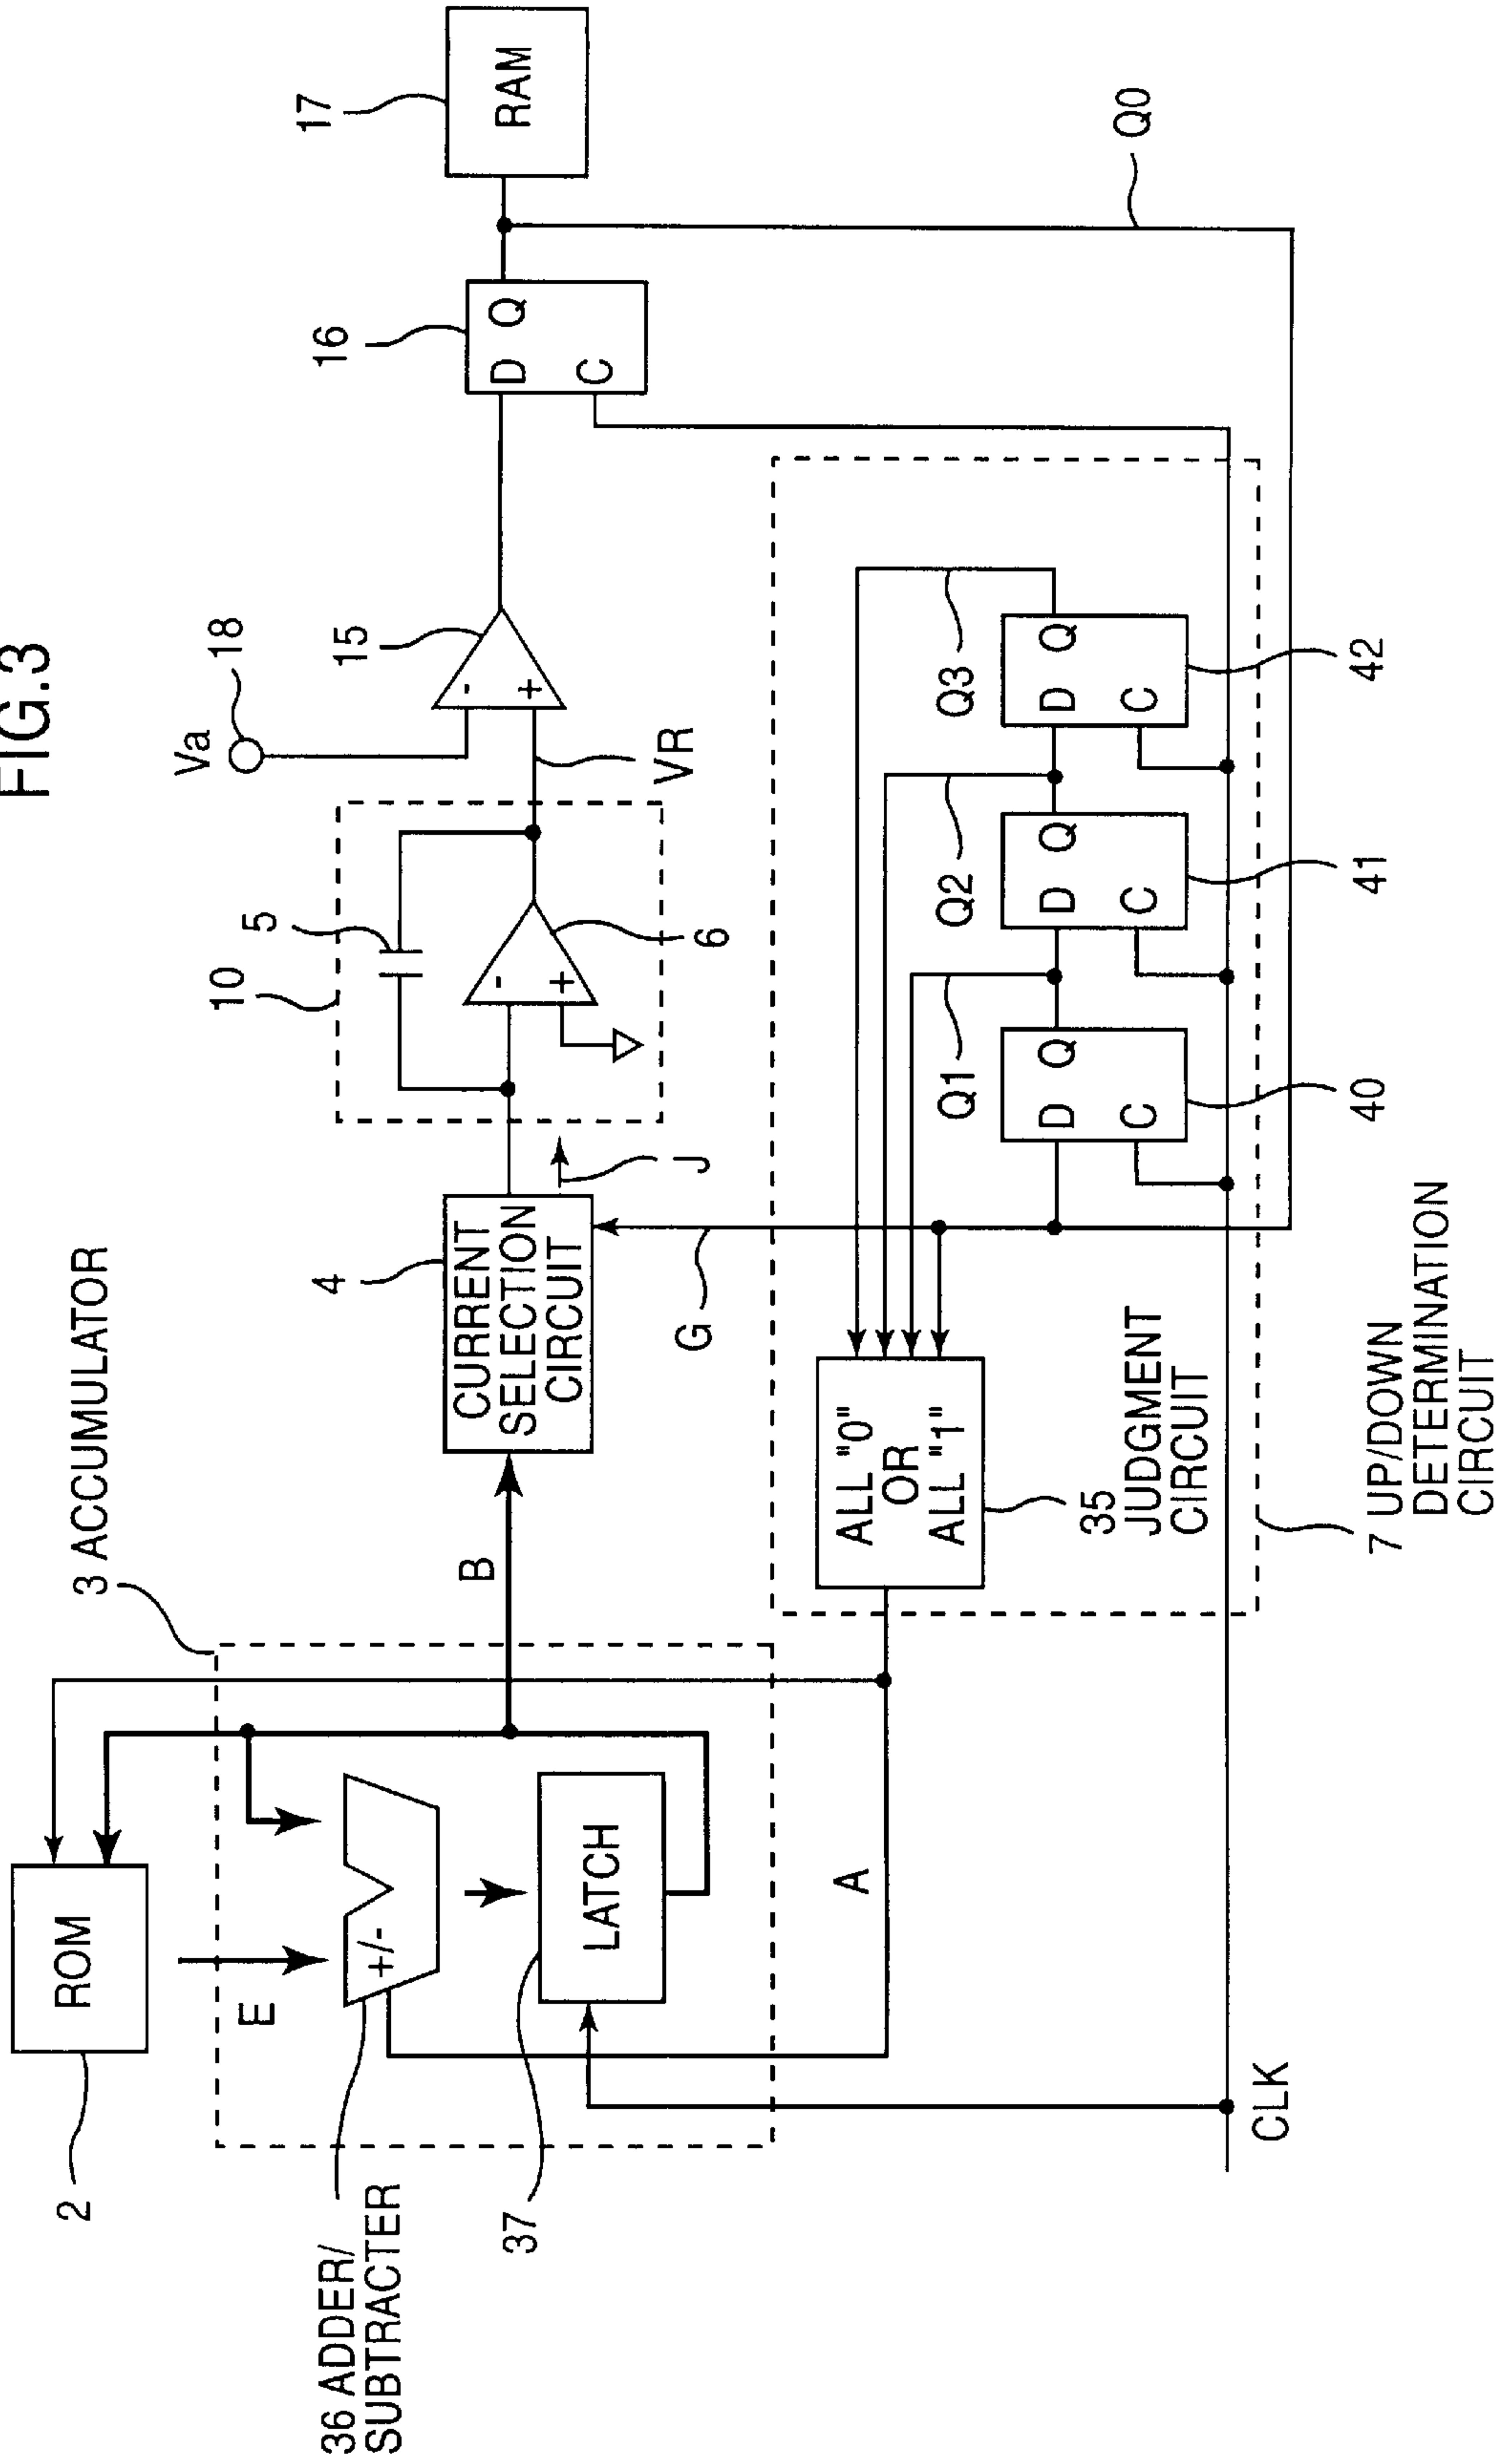 FIG.3
2
ROM
E
3 ACCUMULATOR
36 ADDER/
SUBTRACTER
+/-
37
LATCH
A
B
CLK
4
CURRENT
SELECTION
CIRCUIT
G
J
10
5
-
+
6
VR
Va
18
15
-
+
16
D Q
C
17
RAM
Q0
ALL "0"
OR
ALL "1"
35
JUDGMENT
CIRCUIT
7 UP/DOWN
DETERMINATION
CIRCUIT
Q1
D Q
C
40
Q2
D Q
C
41
Q3
D Q
C
42